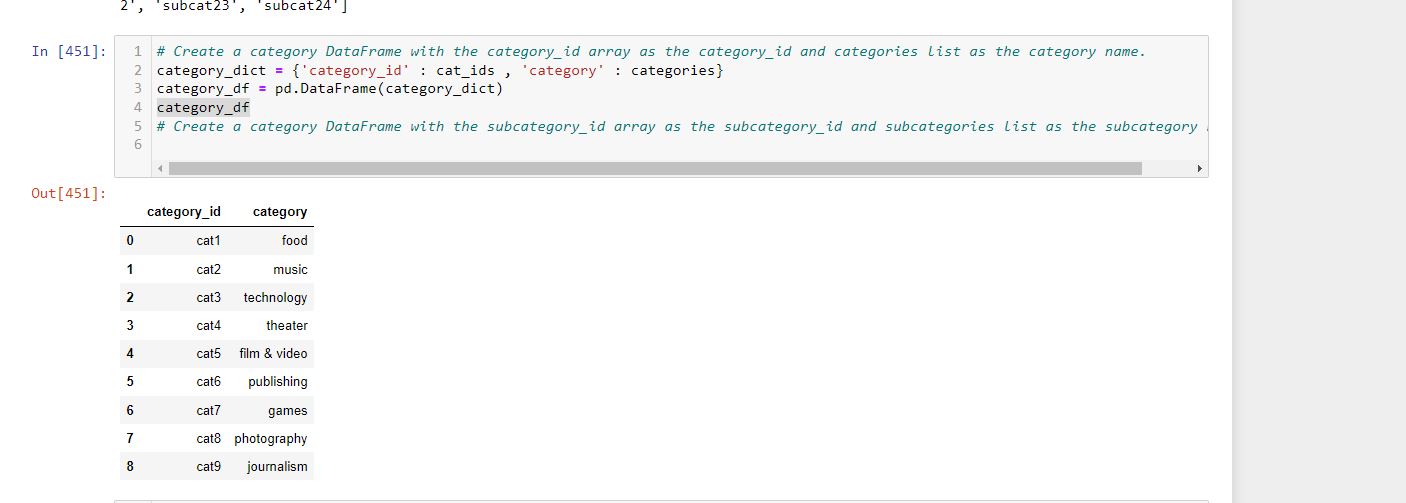 2', 'subcat23', 'subcat24']
In [451]:
1 # Create a category DataFrame with the category_id array as the category_id and categories list as the category name.
2 category_dict = {'category_id' : cat_ids , 'category' : categories}
3 category_df = pd.DataFrame(category_dict)
4 category_df
5 # Create a category DataFrame with the subcategory_id array as the subcategory_id and subcategories list as the subcategory
6
Out[451]:
category_id category
0 cat1 food
1 cat2 music
2 cat3 technology
3 cat4 theater
4 cat5 film & video
5 cat6 publishing
6 cat7 games
7 cat8 photography
8 cat9 journalism